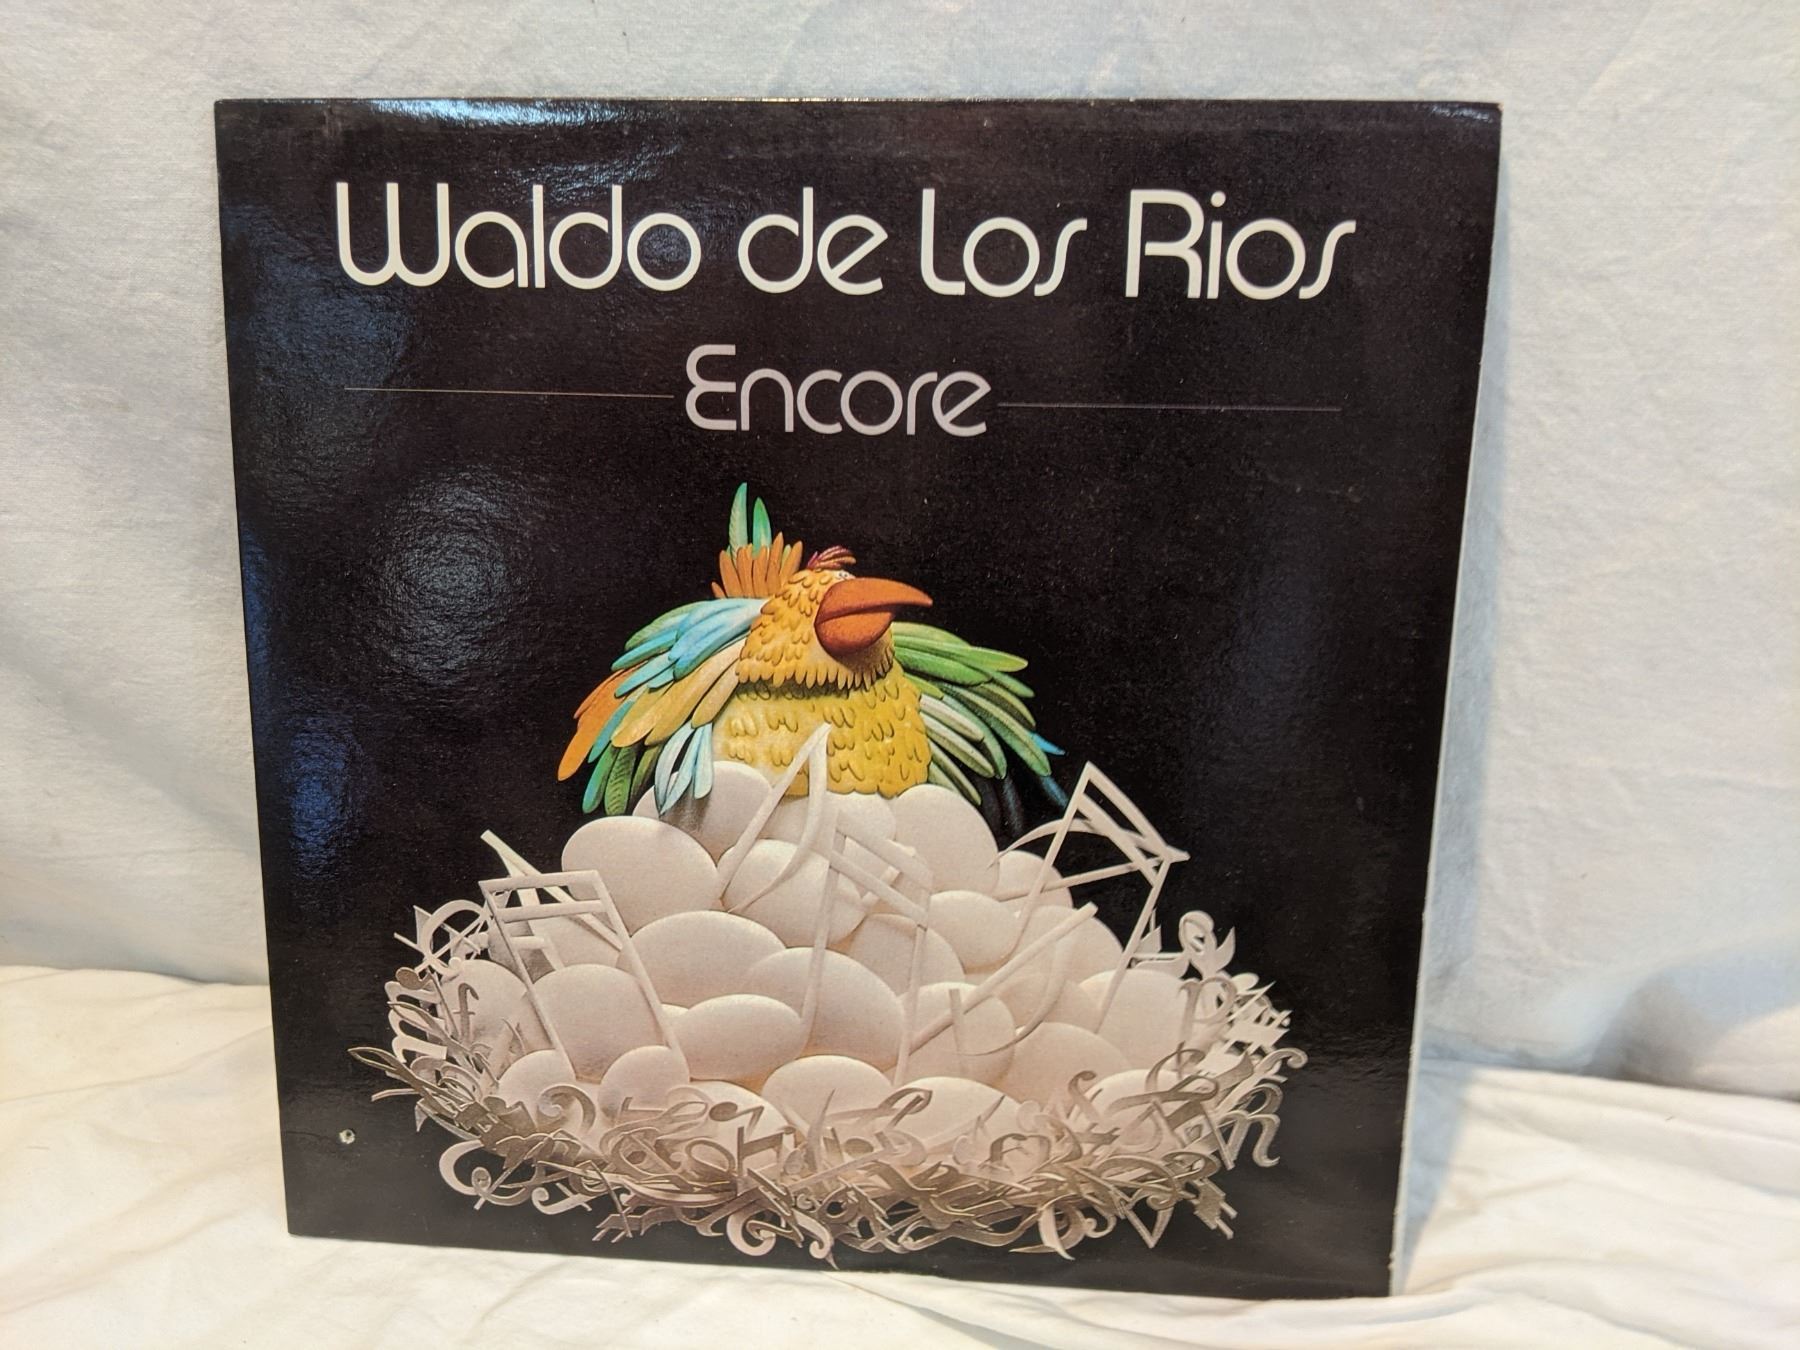 Waldo de Los Rios
Encore